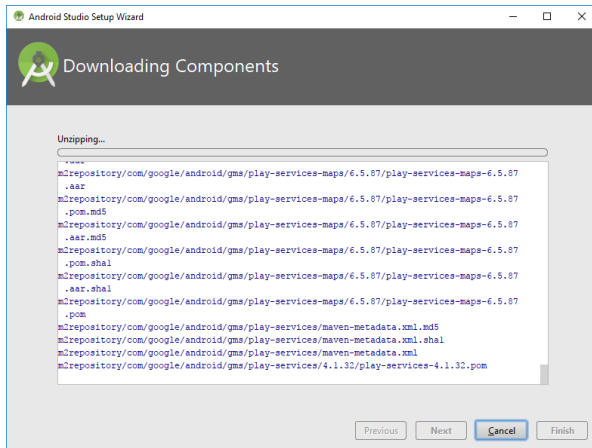 Android Studio Setup Wizard
Downloading Components
Unzipping...
m2repository/com/google/android/gms/play-services-maps/6.5.87/play-services-maps-6.5.87
.aar
m2repository/com/google/android/gms/play-services-maps/6.5.87/play-services-maps-6.5.87
.pom.md5
m2repository/com/google/android/gms/play-services-maps/6.5.87/play-services-maps-6.5.87
.aar.md5
m2repository/com/google/android/gms/play-services-maps/6.5.87/play-services-maps-6.5.87
.pom.sha1
m2repository/com/google/android/gms/play-services-maps/6.5.87/play-services-maps-6.5.87
.aar.sha1
m2repository/com/google/android/gms/play-services-maps/6.5.87/play-services-maps-6.5.87
.pom
m2repository/com/google/android/gms/play-services/maven-metadata.xml.md5
m2repository/com/google/android/gms/play-services/maven-metadata.xml.sha1
m2repository/com/google/android/gms/play-services/maven-metadata.xml
m2repository/com/google/android/gms/play-services/4.1.32/play-services-4.1.32.pom
Previous Next Cancel Finish